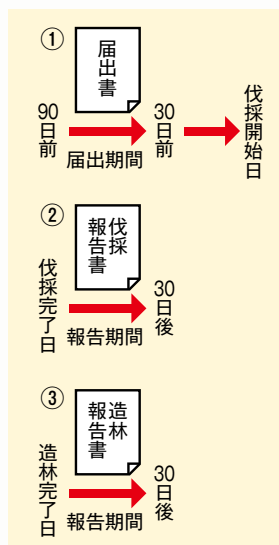 ①
届出書
90日前
30日前
届出期間
伐採開始日
②
伐採
報告書
伐採完了日
30日後
報告期間
③
造林
報告書
造林完了日
30日後
報告期間